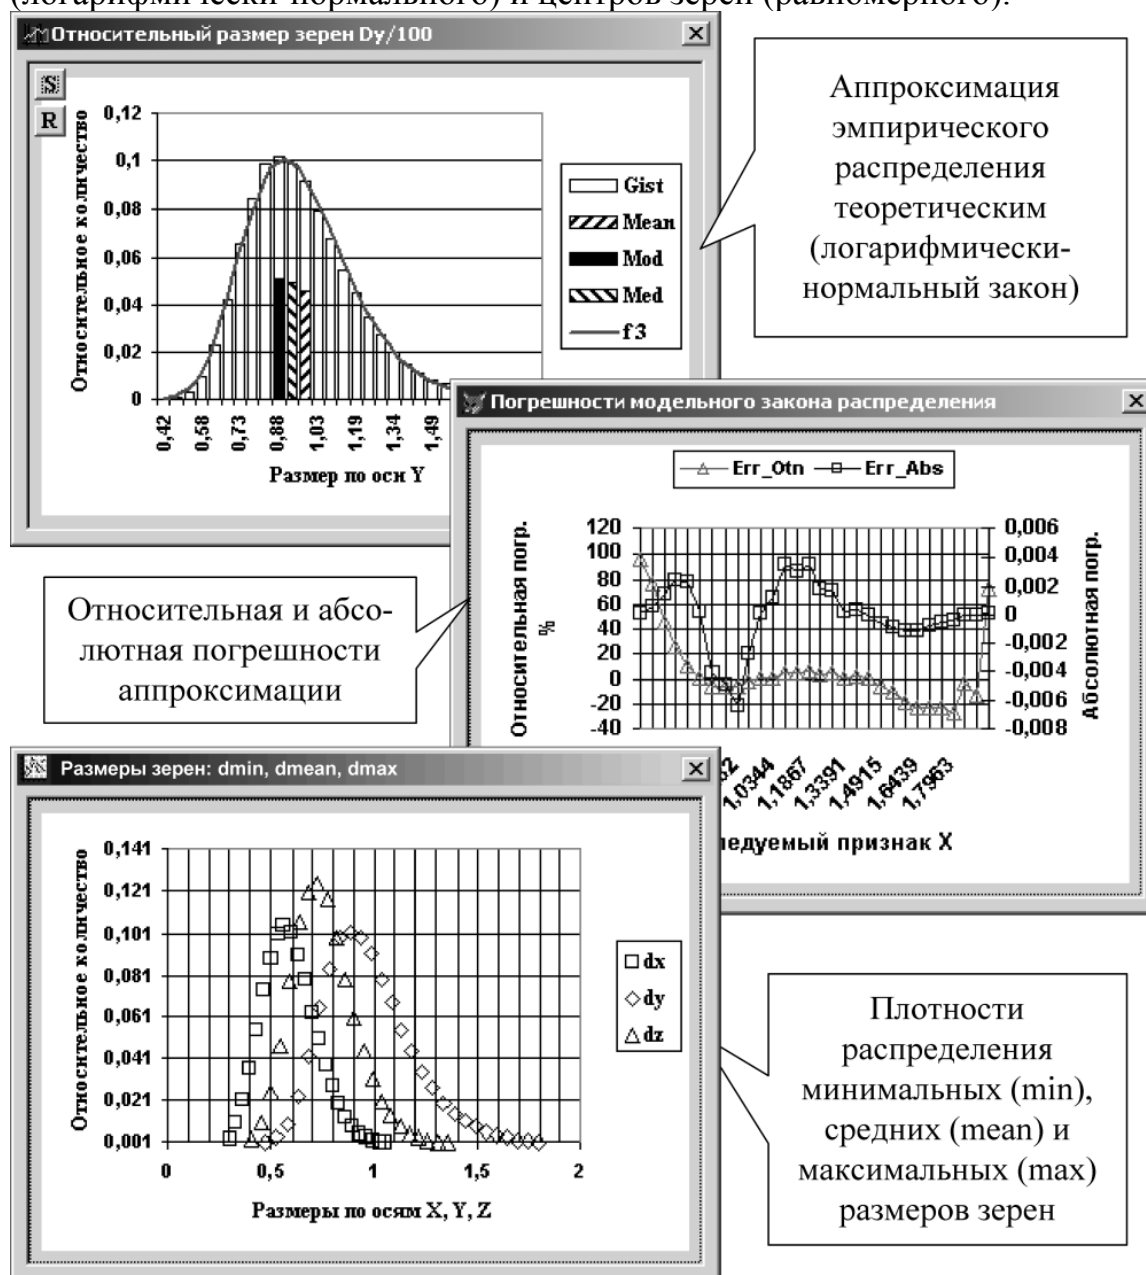 (логарифмически-нормального) и центров зерен (равномерного).
Относительный размер зерен Dy/100
S
R
Относительное количество
0,12
0,1
0,08
0,06
0,04
0,02
0
0,42
0,58
0,73
0,88
1,03
1,19
1,34
1,49
Размер по оси Y
Gist
Mean
Mod
Med
f3
Аппроксимация
эмпирического
распределения
теоретическим
(логарифмически-
нормальный закон)
Погрешности модельного закона распределения
Err_Otn
Err_Abs
Относительная погр.
%
120
100
80
60
40
20
0
-20
-40
0,006
0,004
0,002
0
-0,002
-0,004
-0,006
-0,008
Абсолютная погр.
1,0344
1,1867
1,3391
1,4915
1,6439
1,7963
ледуемый признак X
Относительная и абсо-
лютная погрешности
аппроксимации
Размеры зерен: dmin, dmean, dmax
Относительное количество
0,141
0,121
0,101
0,081
0,061
0,041
0,021
0,001
0
0,5
1
1,5
2
Размеры по осям X, Y, Z
dx
dy
dz
Плотности
распределения
минимальных (min),
средних (mean) и
максимальных (max)
размеров зерен